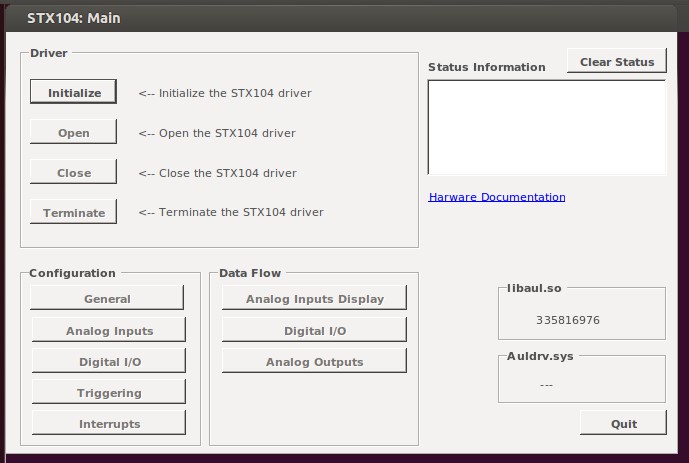 STX104: Main
Driver
Initialize <-- Initialize the STX104 driver
Open <-- Open the STX104 driver
Close <-- Close the STX104 driver
Terminate <-- Terminate the STX104 driver
Status Information
Clear Status
Harware Documentation
Configuration
General
Analog Inputs
Digital I/O
Triggering
Interrupts
Data Flow
Analog Inputs Display
Digital I/O
Analog Outputs
libaul.so
335816976
Auldrv.sys
---
Quit